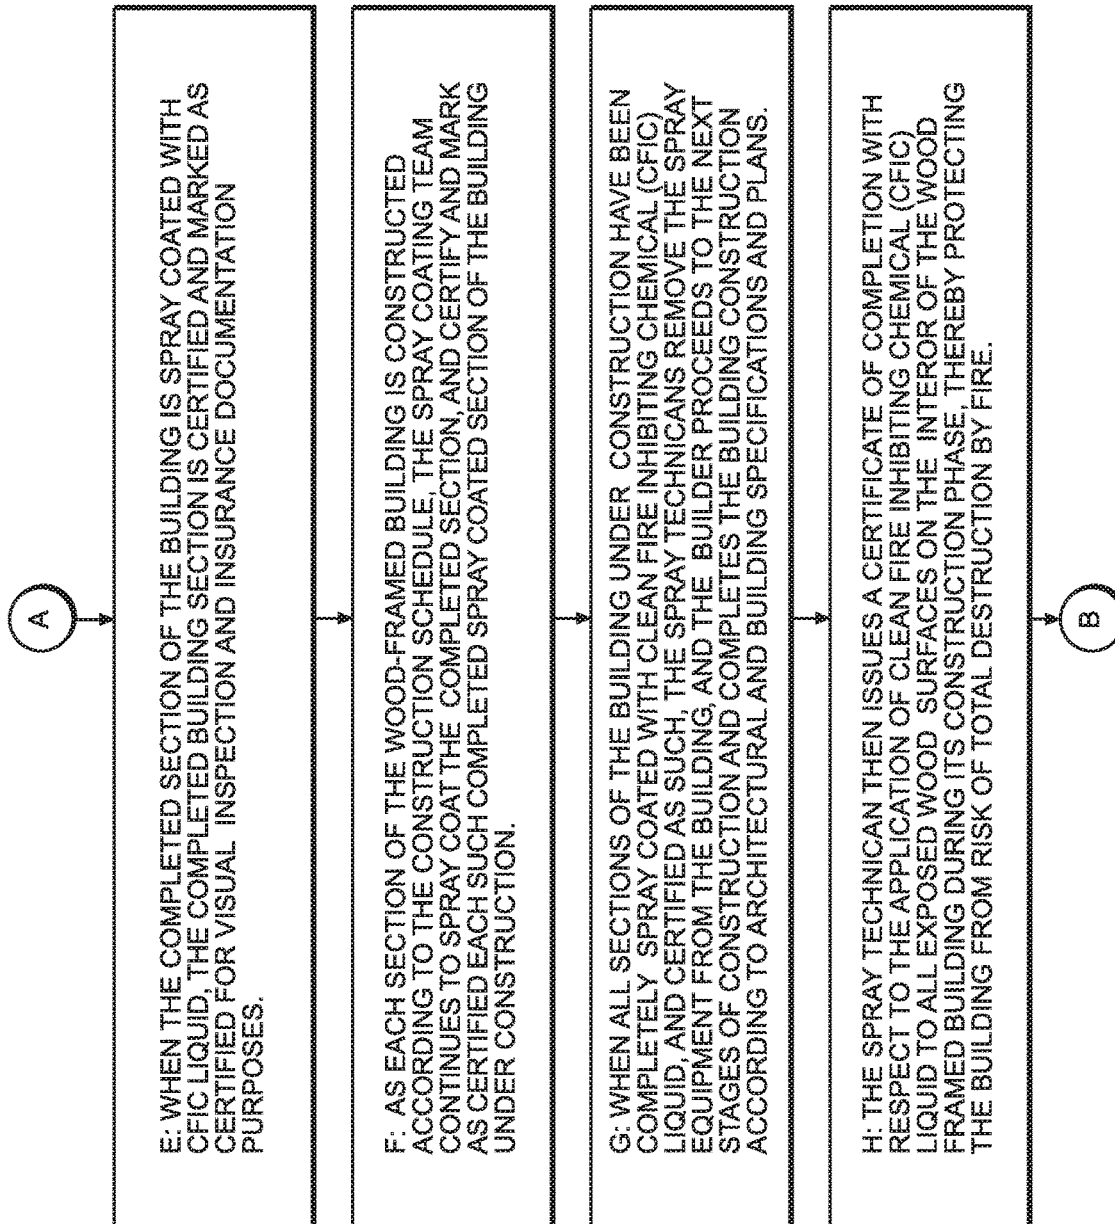 A
E: WHEN THE COMPLETED SECTION OF THE BUILDING IS SPRAY COATED WITH
CFIC LIQUID, THE COMPLETED BUILDING SECTION IS CERTIFIED AND MARKED AS
CERTIFIED FOR VISUAL INSPECTION AND INSURANCE DOCUMENTATION
PURPOSES.
F: AS EACH SECTION OF THE WOOD-FRAMED BUILDING IS CONSTRUCTED
ACCORDING TO THE CONSTRUCTION SCHEDULE, THE SPRAY COATING TEAM
CONTINUES TO SPRAY COAT THE COMPLETED SECTION, AND CERTIFY AND MARK
AS CERTIFIED EACH SUCH COMPLETED SPRAY COATED SECTION OF THE BUILDING
UNDER CONSTRUCTION.
G: WHEN ALL SECTIONS OF THE BUILDING UNDER CONSTRUCTION HAVE BEEN
COMPLETELY SPRAY COATED WITH CLEAN FIRE INHIBITING CHEMICAL (CFIC)
LIQUID, AND CERTIFIED AS SUCH, THE SPRAY TECHNICANS REMOVE THE SPRAY
EQUIPMENT FROM THE BUILDING, AND THE BUILDER PROCEEDS TO THE NEXT
STAGES OF CONSTRUCTION AND COMPLETES THE BUILDING CONSTRUCTION
ACCORDING TO ARCHITECTURAL AND BUILDING SPECIFICATIONS AND PLANS.
H: THE SPRAY TECHNICAN THEN ISSUES A CERTIFICATE OF COMPLETION WITH
RESPECT TO THE APPLICATION OF CLEAN FIRE INHIBITING CHEMICAL (CFIC)
LIQUID TO ALL EXPOSED WOOD SURFACES ON THE INTEROR OF THE WOOD
FRAMED BUILDING DURING ITS CONSTRUCTION PHASE, THEREBY PROTECTING
THE BUILDING FROM RISK OF TOTAL DESTRUCTION BY FIRE.
B